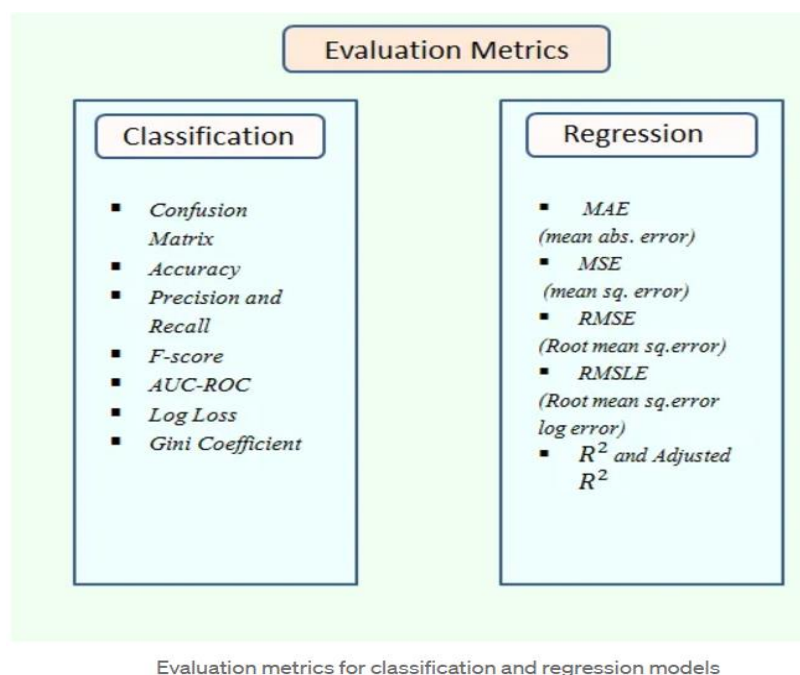 Evaluation Metrics
Classification
▪ Confusion
Matrix
▪ Accuracy
▪ Precision and
Recall
▪ F-score
▪ AUC-ROC
▪ Log Loss
▪ Gini Coefficient
Regression
▪ MAE
(mean abs. error)
▪ MSE
(mean sq. error)
▪ RMSE
(Root mean sq.error)
▪ RMSLE
(Root mean sq.error
log error)
▪ R² and Adjusted
R²
Evaluation metrics for classification and regression models